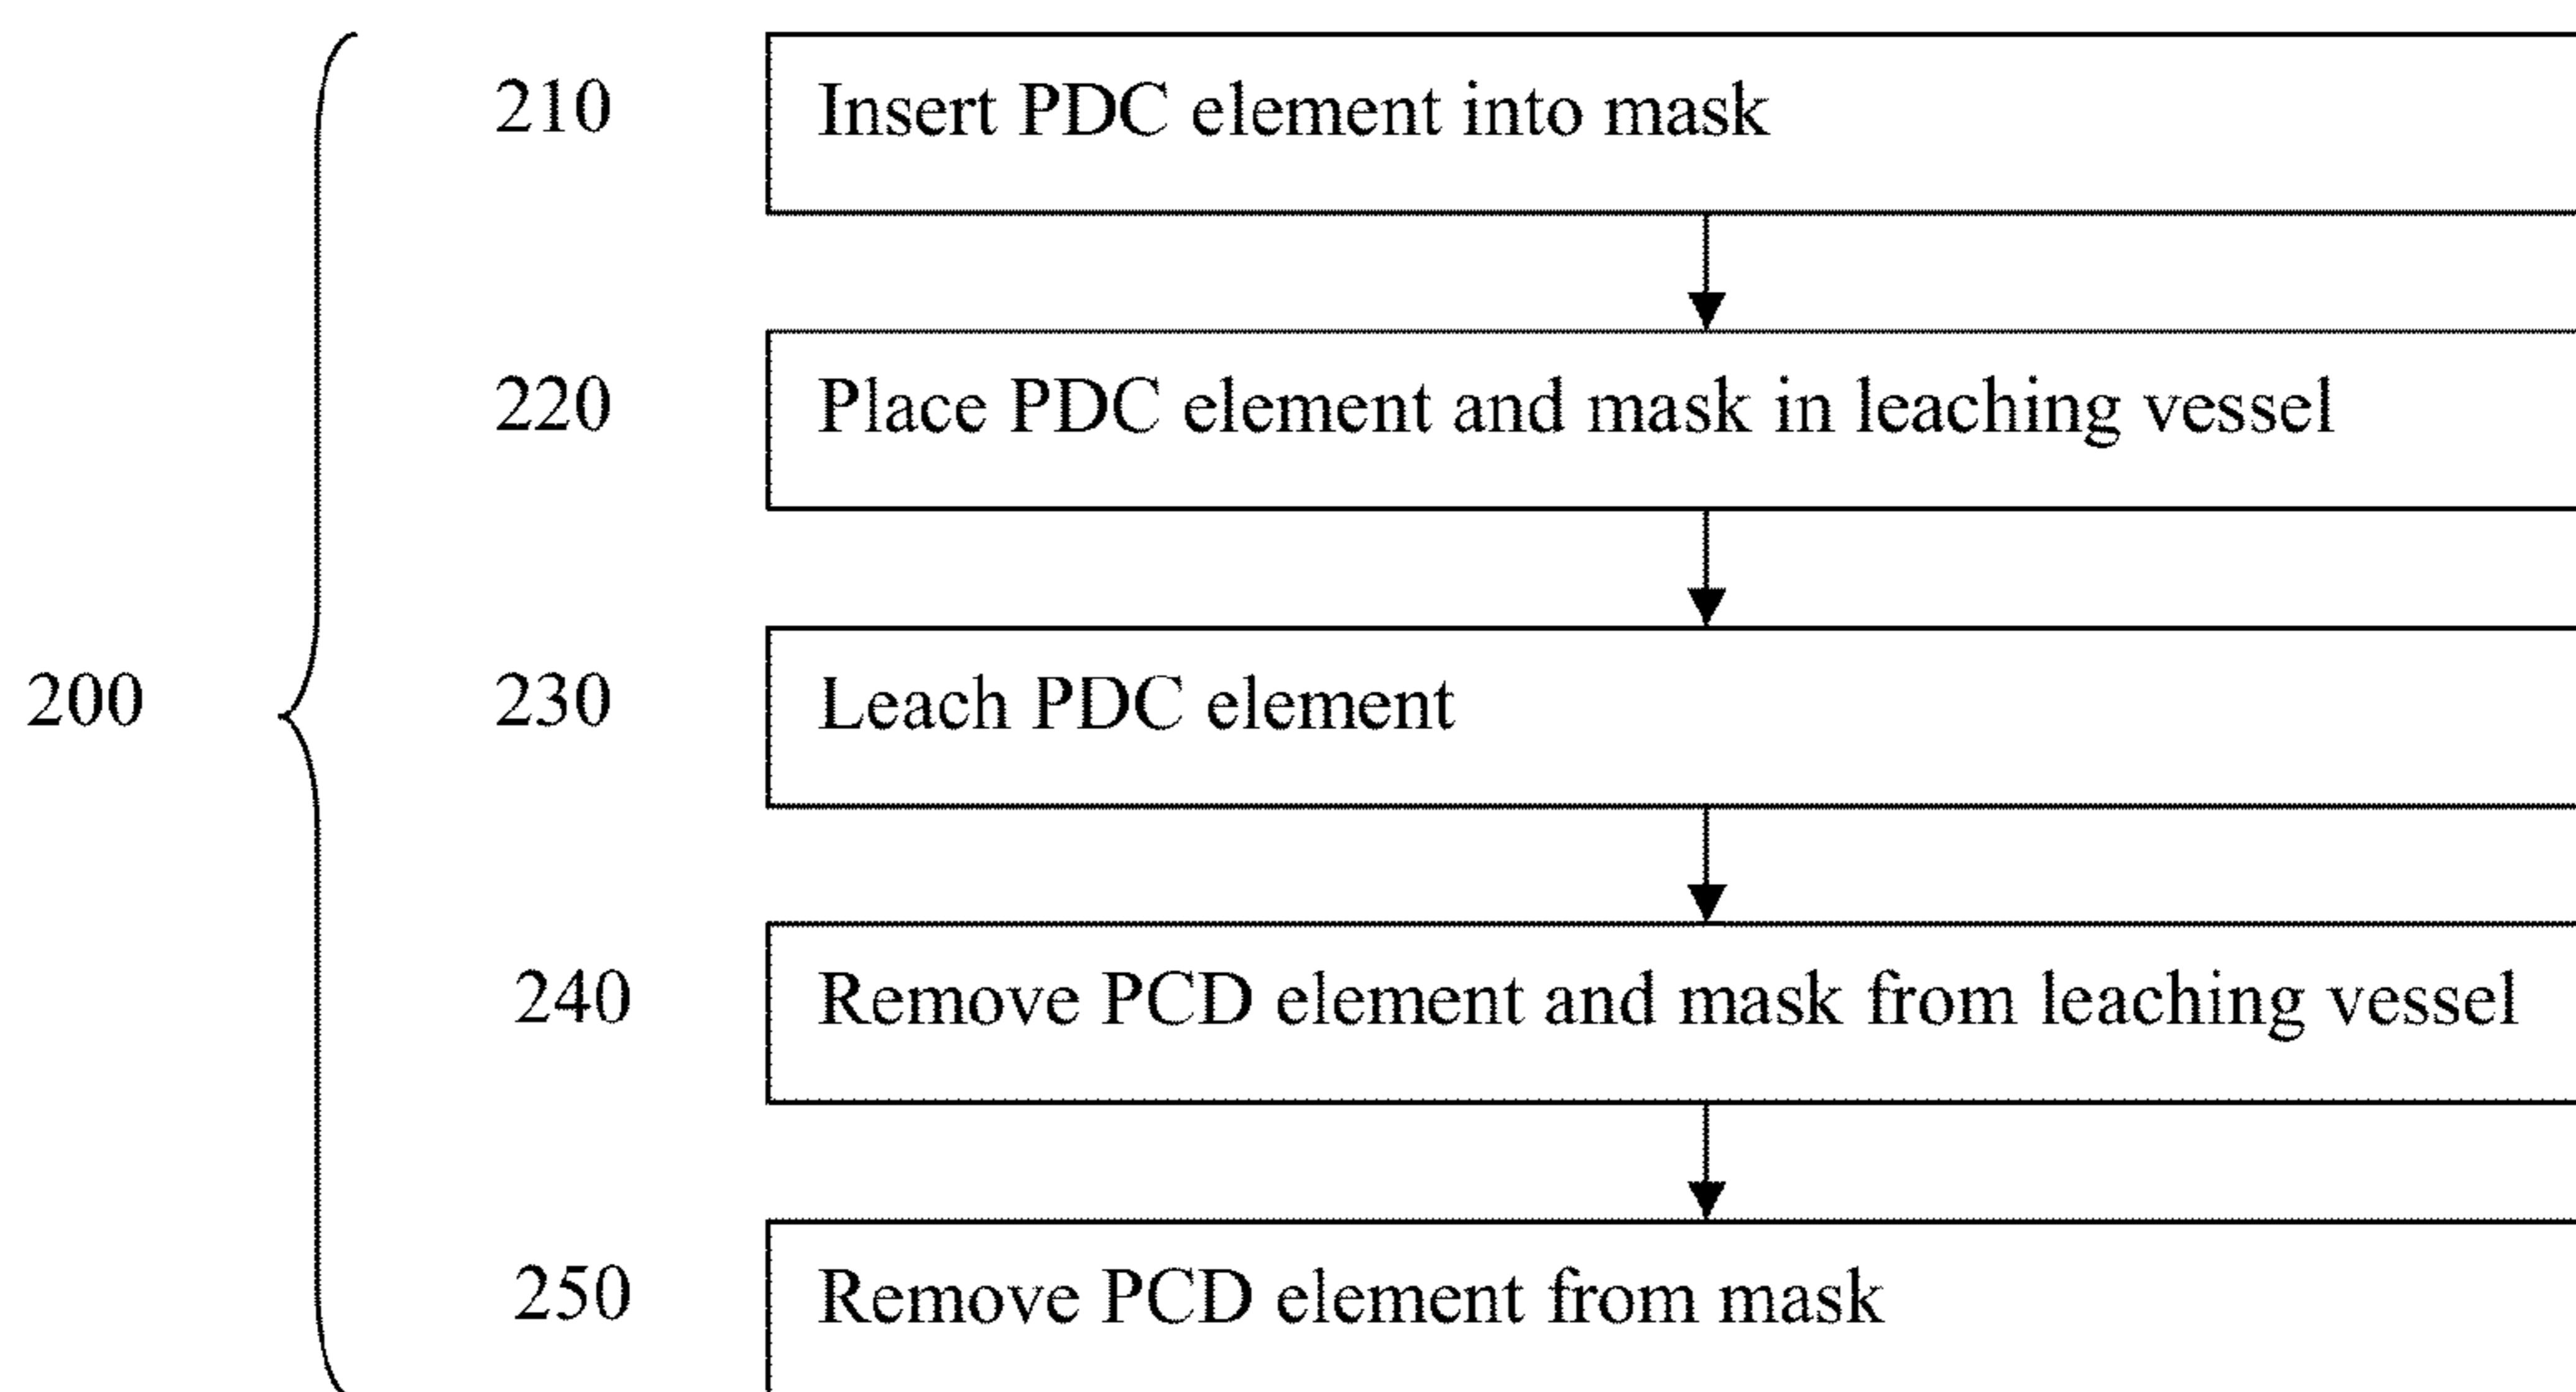 210 Insert PDC element into mask
220 Place PDC element and mask in leaching vessel
200 230 Leach PDC element
240 Remove PCD element and mask from leaching vessel
250 Remove PCD element from mask